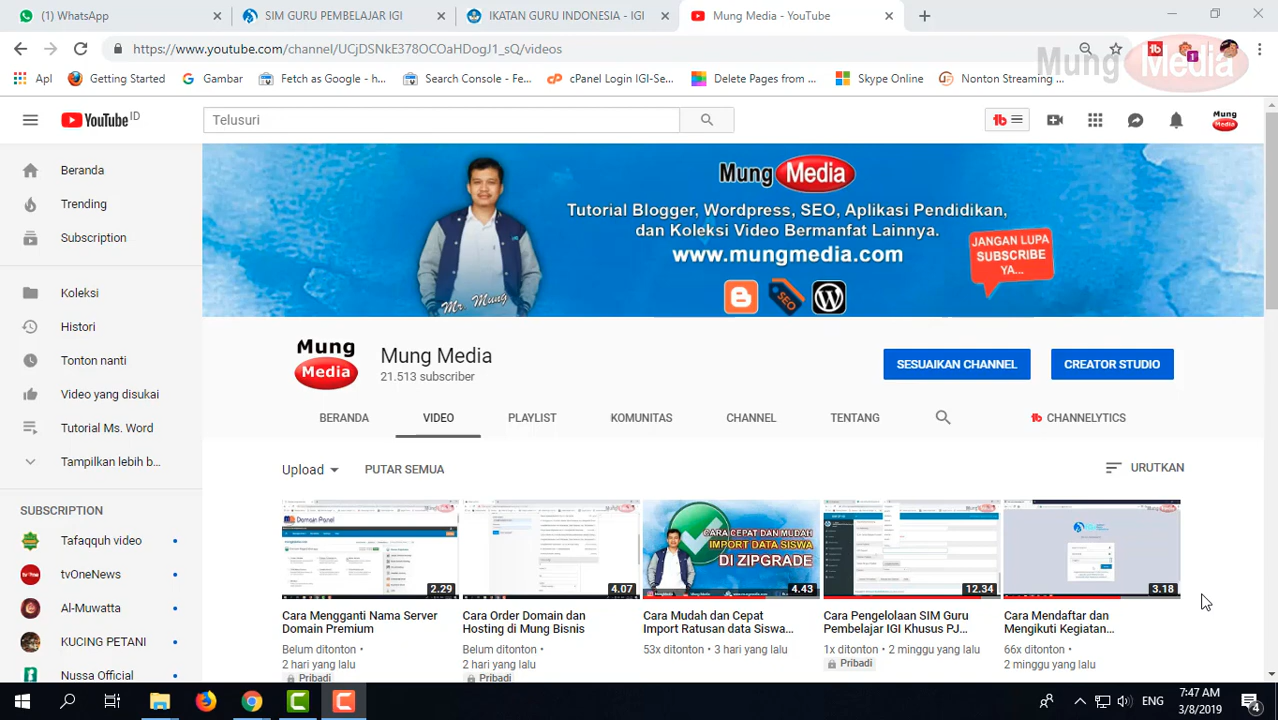 (1) WhatsApp
SIM GURU PEMBELAJAR IGI
IKATAN GURU INDONESIA - IGI
Mung Media - YouTube
https://www.youtube.com/channel/UCjDSNkE378OCOaHDogJ1_sQ/videos
Mung Media
Apl
Getting Started
Gambar
Fetch as Google - h...
Search Console - Fe...
cPanel Login IGI-Se...
Delete Pages from ...
Skype Online
Nonton Streaming ...
YouTube ID
Telusuri
Mung Media
Beranda
Trending
Subscription
Koleksi
Histori
Tonton nanti
Video yang disukai
Tutorial Ms. Word
Tampilkan lebih b...
SUBSCRIPTION
Tafaqquh video
tvOneNews
Al-Muwatta
KUCING PETANI
Nussa Official
Mung Media
Tutorial Blogger, Wordpress, SEO, Aplikasi Pendidikan,
dan Koleksi Video Bermanfat Lainnya.
www.mungmedia.com
JANGAN LUPA
SUBSCRIBE
YA...
Mr. Mung
SEO
Mung
Media
Mung Media
21.513 subscriber
SESUAIKAN CHANNEL
CREATOR STUDIO
BERANDA
VIDEO
PLAYLIST
KOMUNITAS
CHANNEL
TENTANG
CHANNELYTICS
Upload
PUTAR SEMUA
URUTKAN
Domain Panel
2.29
Cara Mengganti Nama Server
Domain Premium
Belum ditonton •
2 hari yang lalu
Pribadi
4.07
Cara Order Domain dan
Hosting di Mung Bisnis
Belum ditonton •
2 hari yang lalu
Pribadi
CARA CEPAT DAN MUDAH
IMPORT DATA SISWA
DI ZIPGRADE
4.43
Cara Mudah dan Cepat
Import Ratusan data Siswa...
53x ditonton • 3 hari yang lalu
12.34
Cara Pengelolaan SIM Guru
Pembelajar IGI Khusus PJ...
1x ditonton • 2 minggu yang lalu
Pribadi
3.18
Cara Mendaftar dan
Mengikuti Kegiatan...
66x ditonton •
2 minggu yang lalu
ENG
7:47 AM
3/8/2019
4